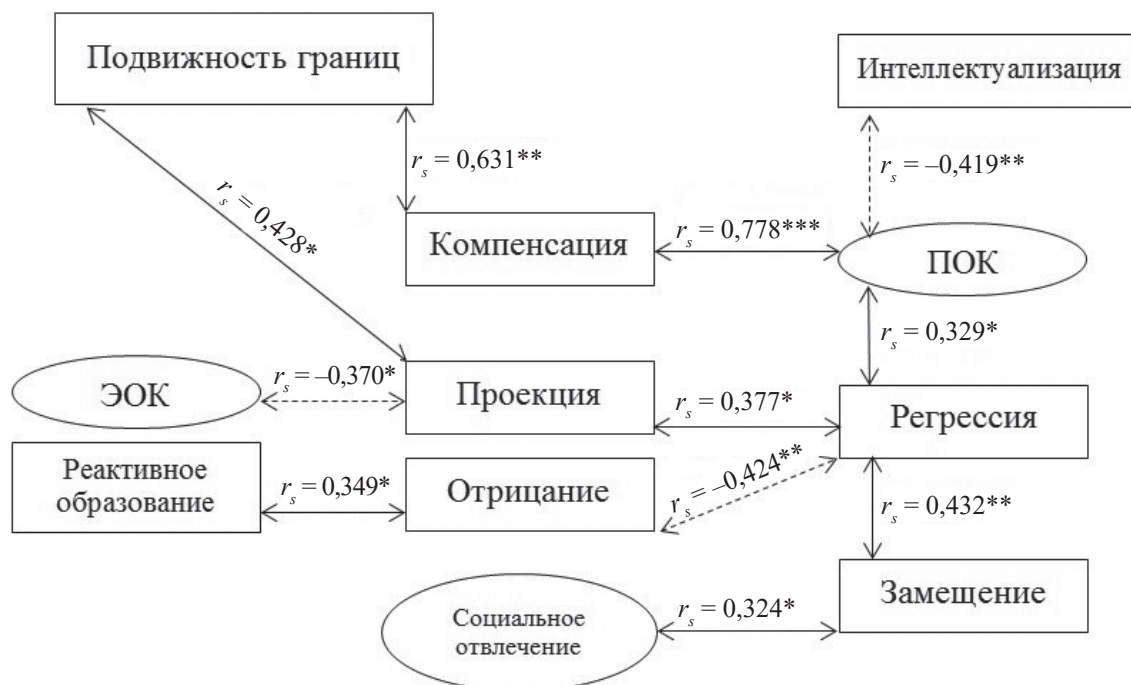 Подвижность границ
Интеллектуализация
r_s = 0,631**
r_s = –0,419**
r_s = 0,428*
Компенсация
r_s = 0,778***
ПОК
r_s = 0,329*
ЭОК
r_s = –0,370*
Проекция
r_s = 0,377*
Регрессия
Реактивное
образование
r_s = 0,349*
Отрицание
r_s = –0,424**
r_s = 0,432**
Социальное
отвлечение
r_s = 0,324*
Замещение